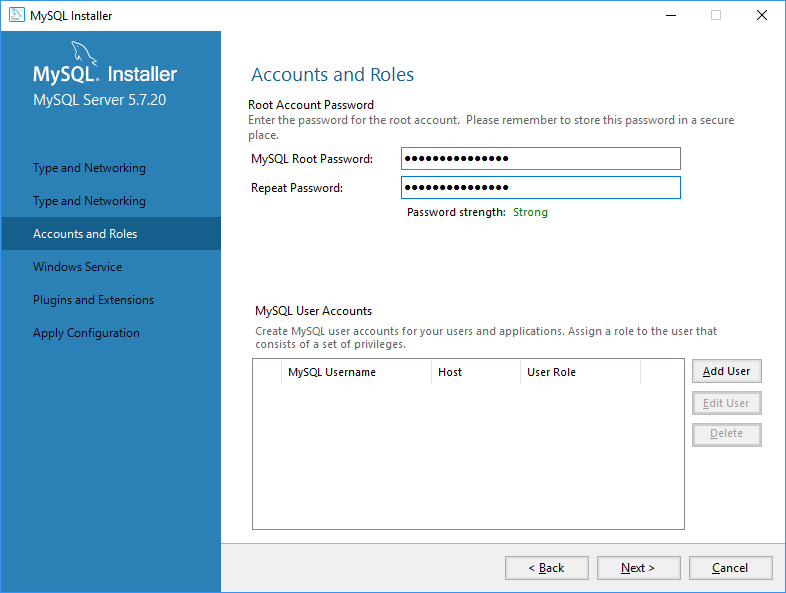 MySQL Installer
MySQL. Installer
MySQL Server 5.7.20
Type and Networking
Type and Networking
Accounts and Roles
Windows Service
Plugins and Extensions
Apply Configuration
Accounts and Roles
Root Account Password
Enter the password for the root account.  Please remember to store this password in a secure
place.
MySQL Root Password: ●●●●●●●●●●●●●●●
Repeat Password: ●●●●●●●●●●●●●●●
Password strength: Strong
MySQL User Accounts
Create MySQL user accounts for your users and applications. Assign a role to the user that
consists of a set of privileges.
MySQL Username Host User Role
Add User
Edit User
Delete
< Back Next > Cancel